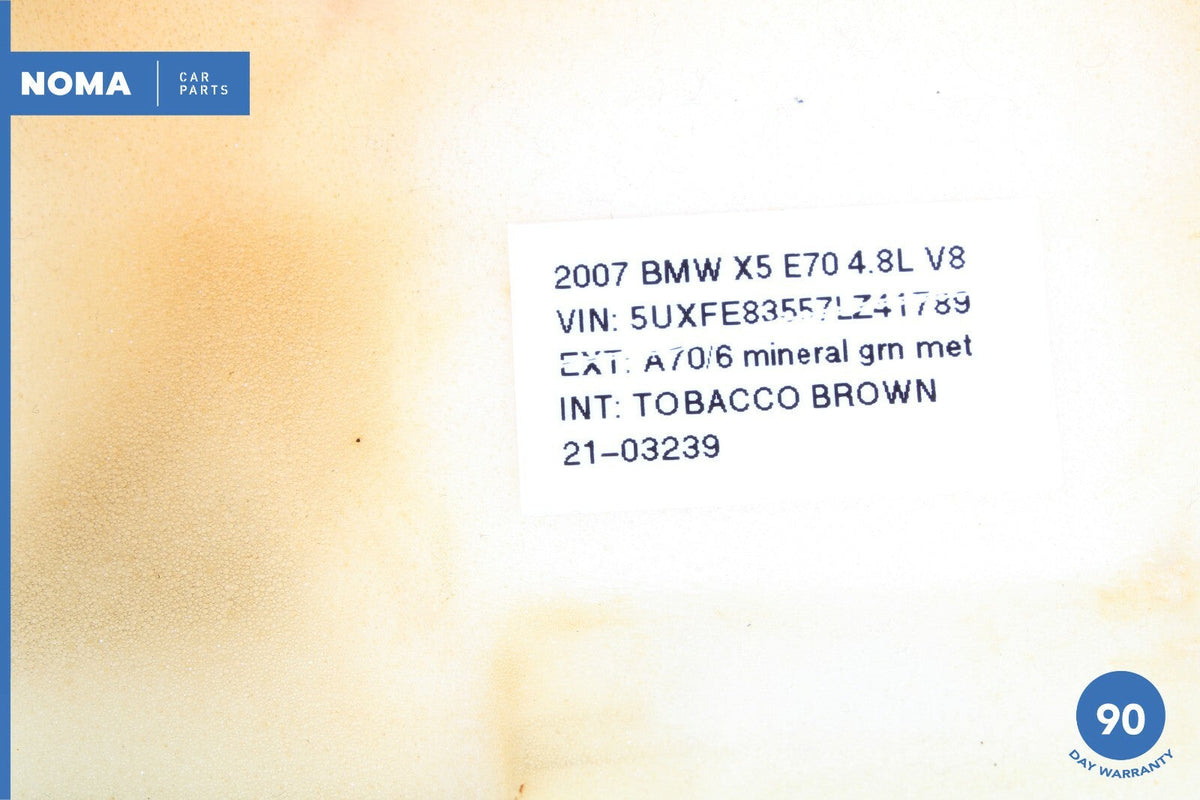 NOMA
CAR
PARTS
2007 BMW X5 E70 4.8L V8
VIN: 5UXFE83557LZ41789
EXT: A70/6 mineral grn met
INT: TOBACCO BROWN
21-03239
90
DAY WARRANTY